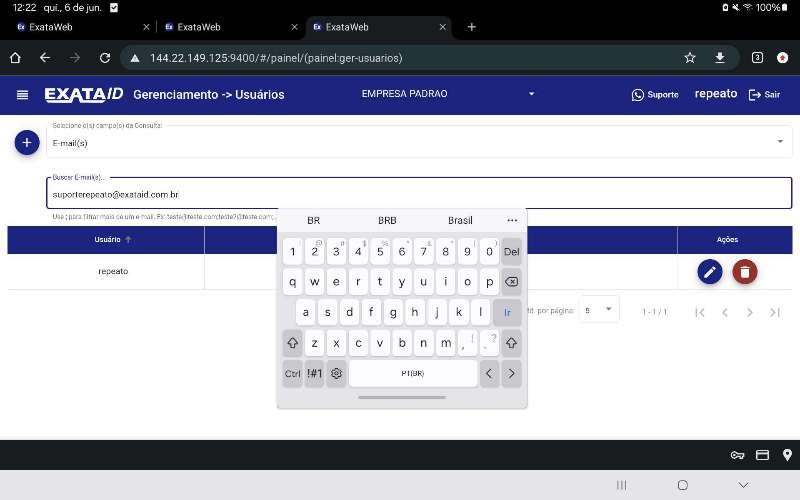 12:22 qui., 6 de jun.
100%
ExataWeb
ExataWeb
ExataWeb
144.22.149.125:9400/#/painel/(painel:ger-usuarios)
3
EXATA ID
Gerenciamento -> Usuários
EMPRESA PADRAO
Suporte
repeato
Sair
Selecione o(s) campo(s) da Consulta:
E-mail(s)
Buscar E-mail(s)...
suporterepeato@exataid.com.br
Use ; para filtrar mais de um e-mail. Ex: teste@teste.com;teste2@teste.com;...
BR BRB Brasil ...
Usuário
Ações
repeato
1 2 3 4 5 6 7 8 9 0 Del
q w e r t y u i o p
a s d f g h j k l Ir
z x c v b n m , ! . ?
Ctrl !#1 PT(BR) < >
td. por página:
5
1 - 1 / 1